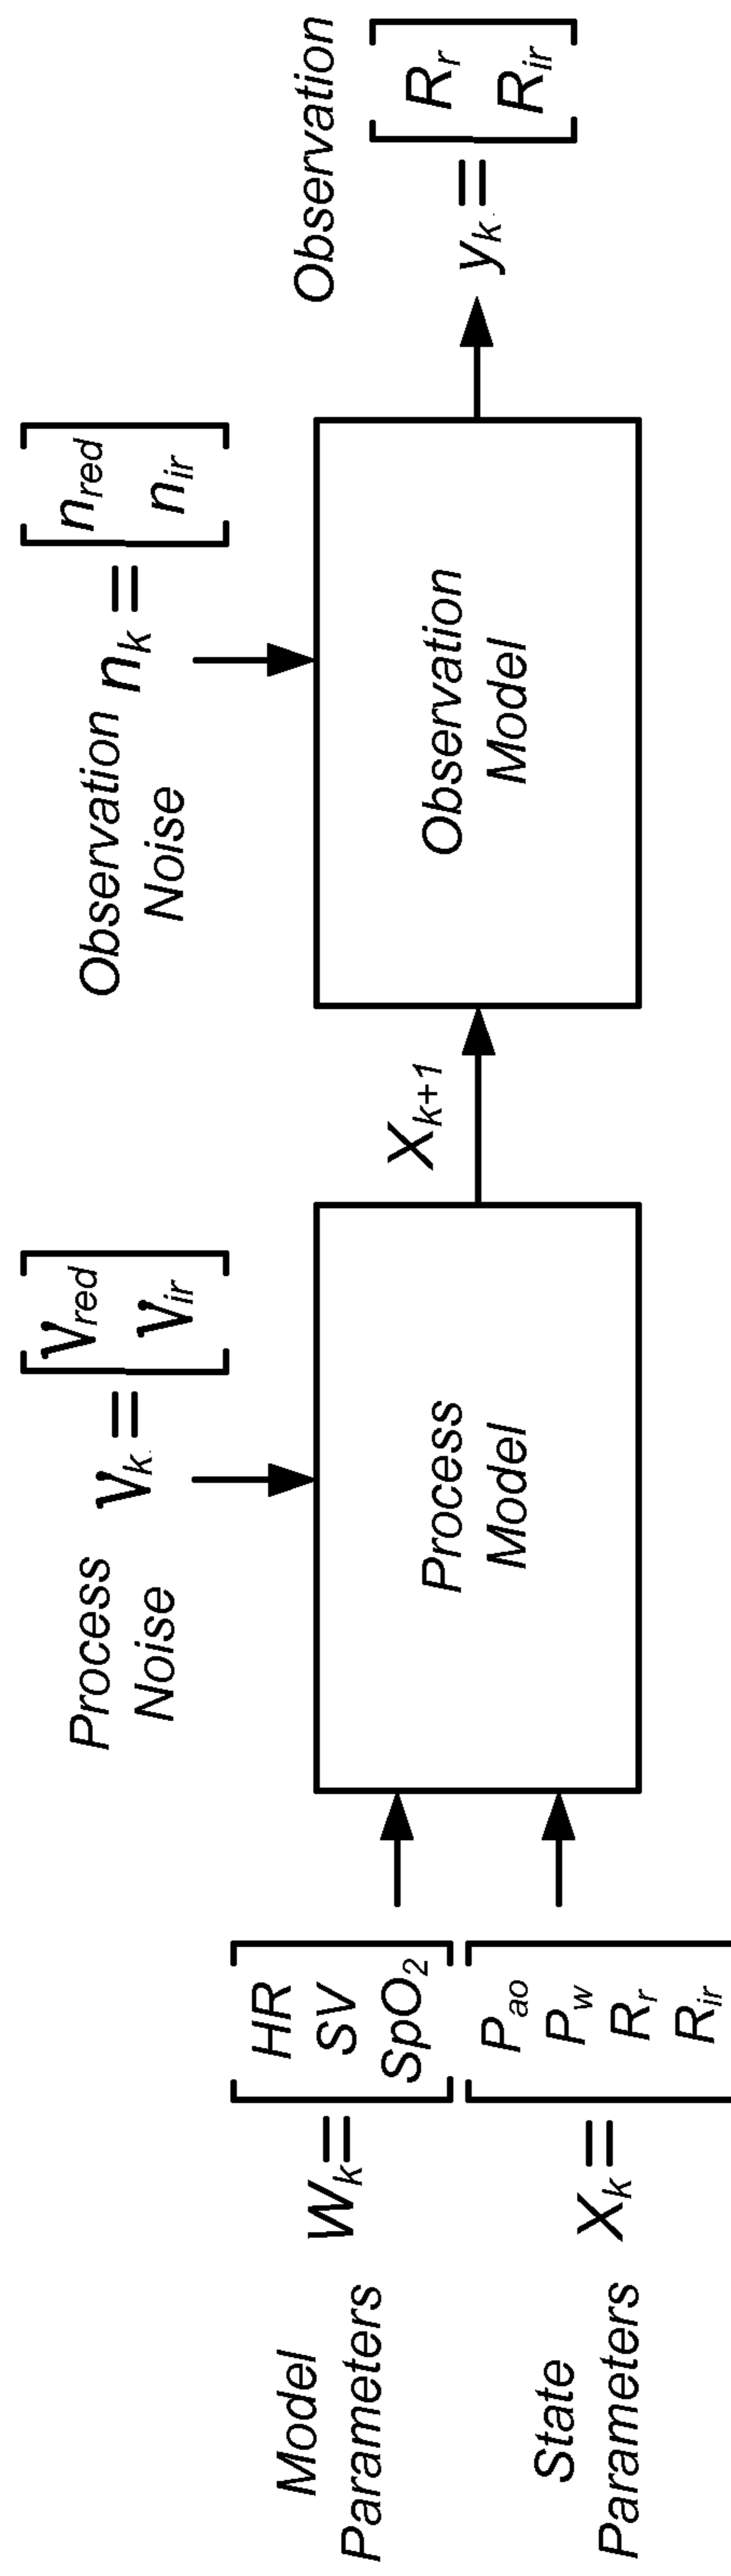 Model
Parameters
W_k = [HR
SV
SpO_2]
State
Parameters
X_k = [P_ao
P_w
R_r
R_ir]
Process
Noise
v_k = [v_red
v_ir]
Process
Model
X_k+1
Observation
Noise
n_k = [n_red
n_ir]
Observation
Model
Observation
y_k = [R_r
R_ir]